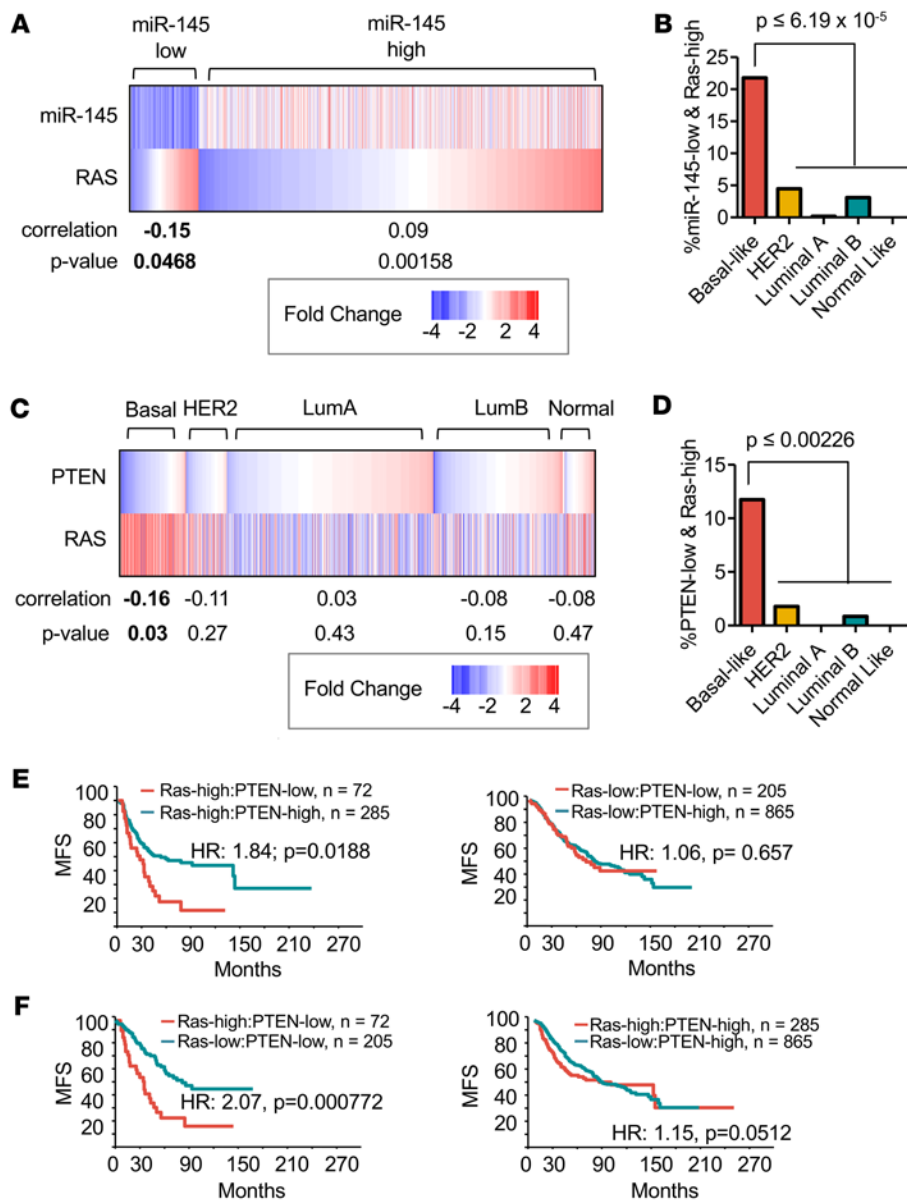 A
miR-145 low
miR-145 high
miR-145
RAS
correlation -0.15 0.09
p-value 0.0468 0.00158
Fold Change
-4 -2 2 4
B
p ≤ 6.19 x 10-5
%miR-145-low & Ras-high
25
20
15
10
5
0
Basal-like
HER2
Luminal A
Luminal B
Normal Like
C
Basal HER2 LumA LumB Normal
PTEN
RAS
correlation -0.16 -0.11 0.03 -0.08 -0.08
p-value 0.03 0.27 0.43 0.15 0.47
Fold Change
-4 -2 2 4
D
p ≤ 0.00226
%PTEN-low & Ras-high
15
10
5
0
Basal-like
HER2
Luminal A
Luminal B
Normal Like
E
Ras-high:PTEN-low, n = 72
Ras-high:PTEN-high, n = 285
HR: 1.84; p=0.0188
MFS
100
80
60
40
20
0 30 90 150 210 270
Months
Ras-low:PTEN-low, n = 205
Ras-low:PTEN-high, n = 865
HR: 1.06, p= 0.657
MFS
100
80
60
40
20
0 30 90 150 210 270
Months
F
Ras-high:PTEN-low, n = 72
Ras-low:PTEN-low, n = 205
HR: 2.07, p=0.000772
MFS
100
80
60
40
20
0 30 90 150 210 270
Months
Ras-high:PTEN-high, n = 285
Ras-low:PTEN-high, n = 865
HR: 1.15, p=0.0512
MFS
100
80
60
40
20
0 30 90 150 210 270
Months